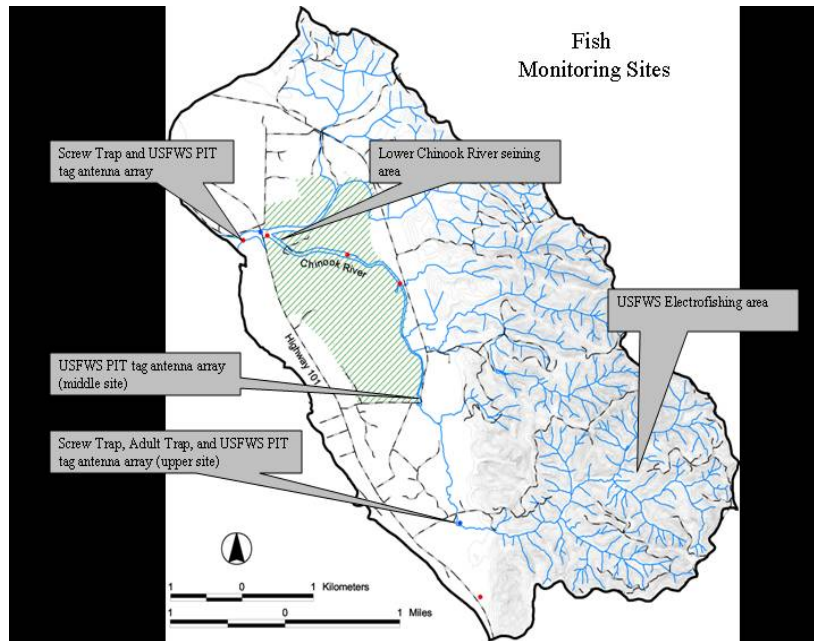 Fish
Monitoring Sites
Screw Trap and USFWS PIT
tag antenna array
Lower Chinook River seining
area
Chinook River
USFWS Electrofishing area
Highway 101
USFWS PIT tag antenna array
(middle site)
Screw Trap, Adult Trap, and USFWS PIT
tag antenna array (upper site)
1 0 1 Kilometers
1 0 1 Miles